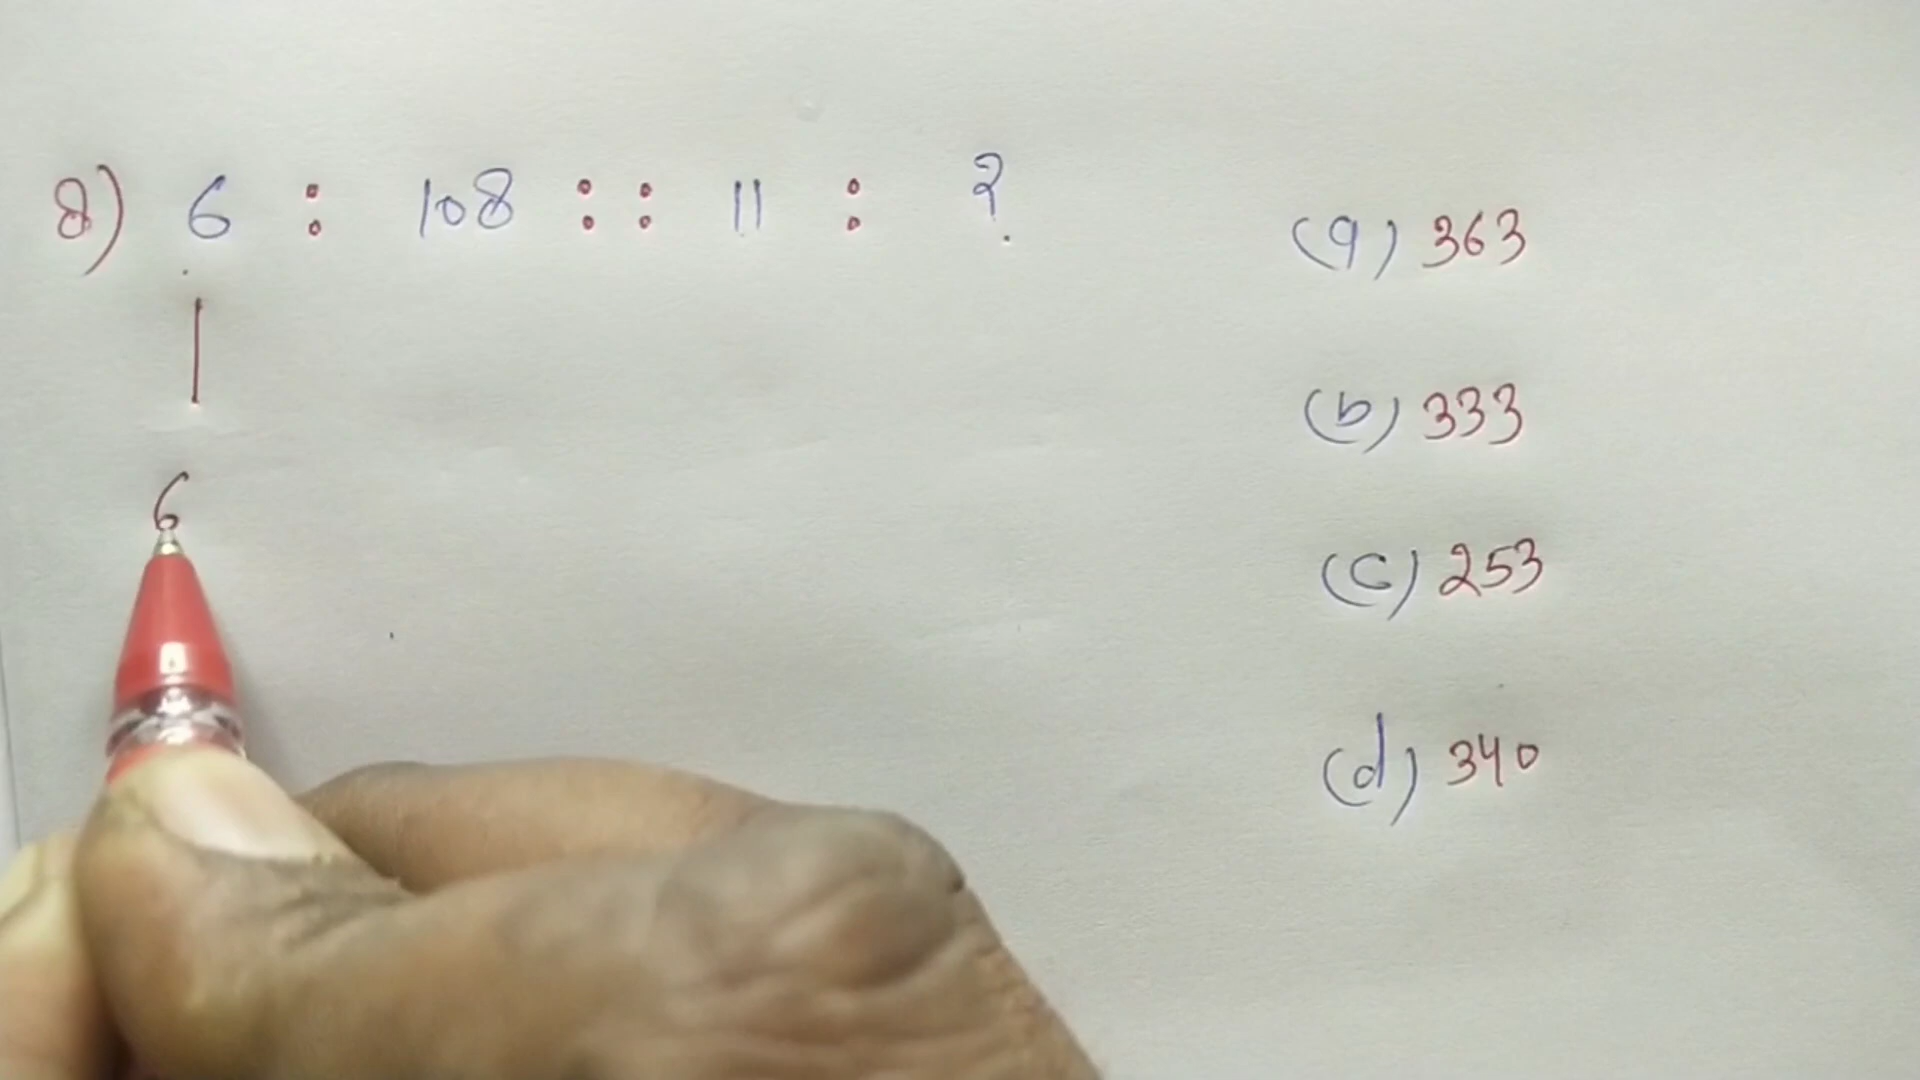 8) 6 : 108 :: 11 : ?
(a) 363
(b) 333
6
(c) 253
(d) 340